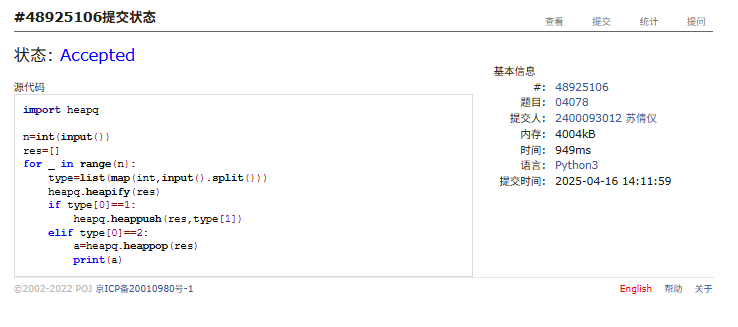 #48925106提交状态
查看 提交 统计 提问
状态: Accepted
源代码
import heapq
n=int(input())
res=[]
for _ in range(n):
    type=list(map(int,input().split()))
    heapq.heapify(res)
    if type[0]==1:
        heapq.heappush(res,type[1])
    elif type[0]==2:
        a=heapq.heappop(res)
        print(a)
基本信息
#: 48925106
题目: 04078
提交人: 2400093012 苏倩仪
内存: 4004kB
时间: 949ms
语言: Python3
提交时间: 2025-04-16 14:11:59
©2002-2022 POJ 京ICP备20010980号-1
English 帮助 关于